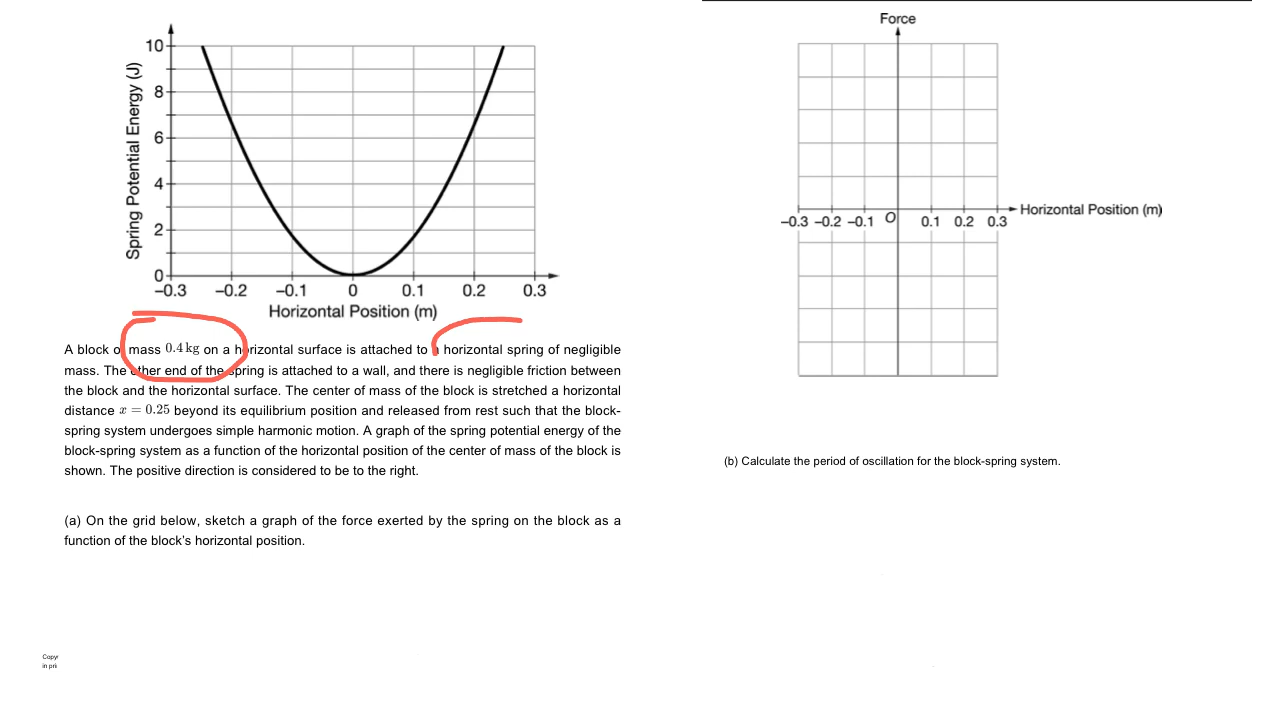 10
8
6
4
2
0
Spring Potential Energy (J)
−0.3 −0.2 −0.1 0 0.1 0.2 0.3
Horizontal Position (m)
A block of mass 0.4 kg on a horizontal surface is attached to a horizontal spring of negligible
mass. The other end of the spring is attached to a wall, and there is negligible friction between
the block and the horizontal surface. The center of mass of the block is stretched a horizontal
distance x = 0.25 beyond its equilibrium position and released from rest such that the block-
spring system undergoes simple harmonic motion. A graph of the spring potential energy of the
block-spring system as a function of the horizontal position of the center of mass of the block is
shown. The positive direction is considered to be to the right.
(a) On the grid below, sketch a graph of the force exerted by the spring on the block as a
function of the block's horizontal position.
Copyr
in pri
Force
Horizontal Position (m)
−0.3 −0.2 −0.1 O 0.1 0.2 0.3
(b) Calculate the period of oscillation for the block-spring system.